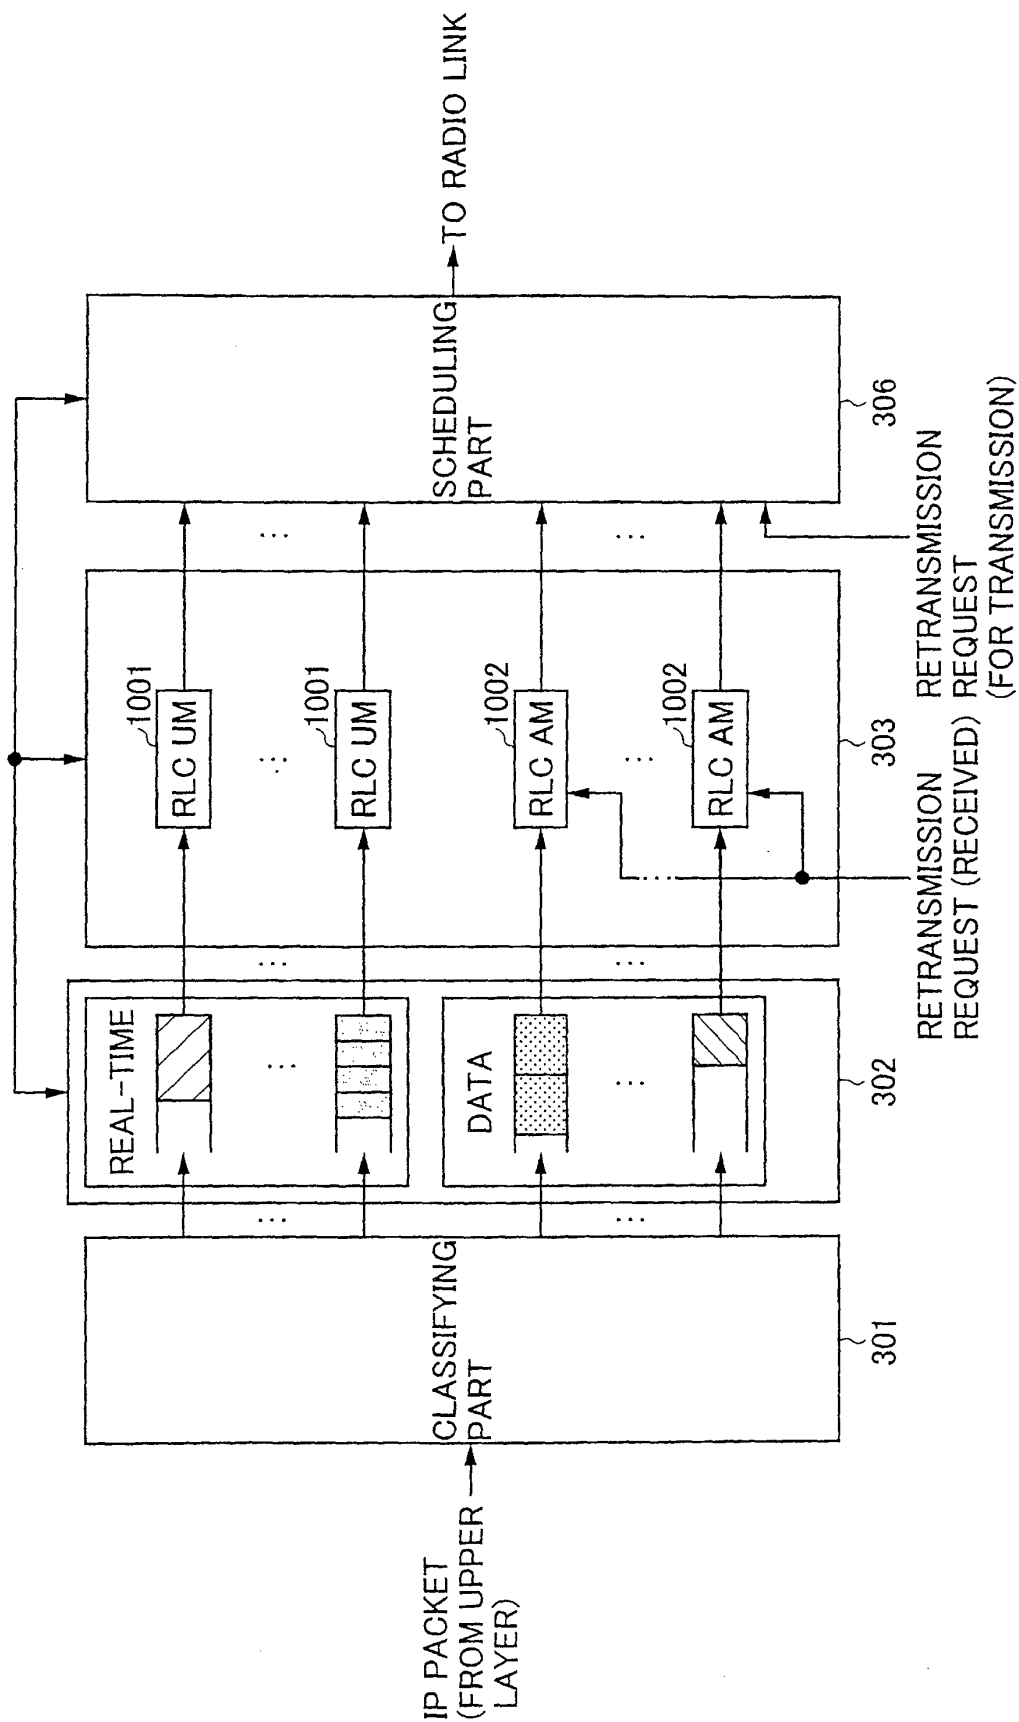 IP PACKET
(FROM UPPER
LAYER)
CLASSIFYING
PART
301
REAL-TIME
...
DATA
...
302
...
...
...
...
RLC UM
1001
...
RLC UM
1001
RLC AM
1002
...
RLC AM
1002
....
303
RETRANSMISSION
REQUEST (RECEIVED)
...
...
SCHEDULING
PART
306
RETRANSMISSION
REQUEST
(FOR TRANSMISSION)
TO RADIO LINK